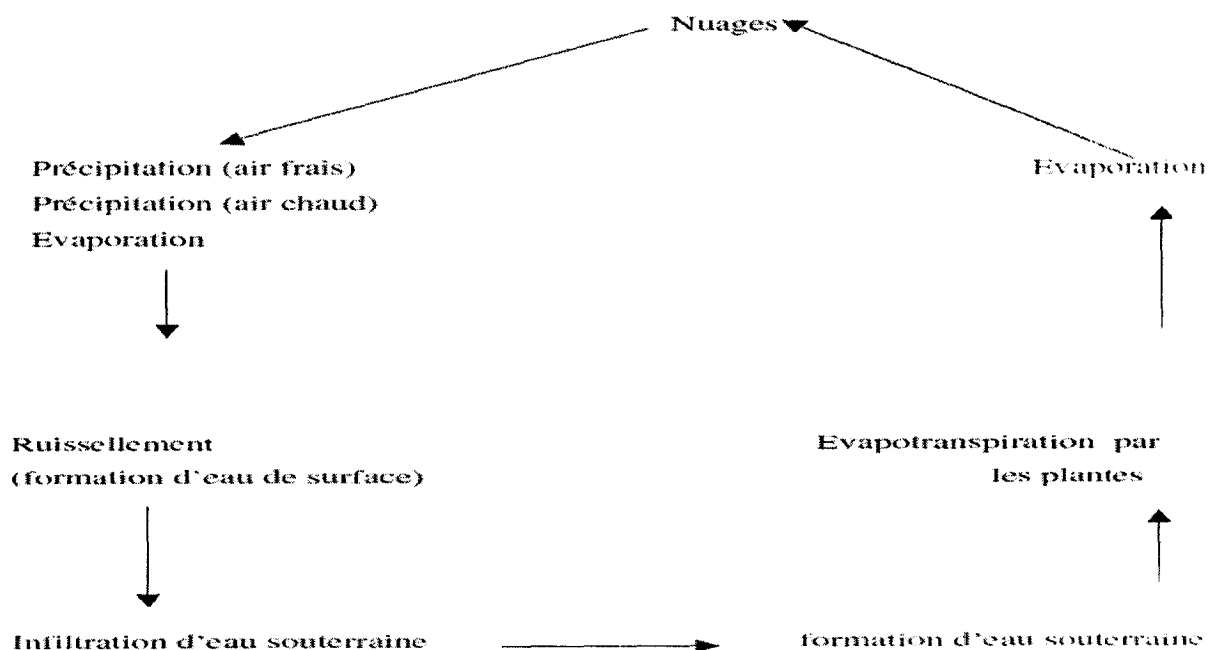 Nuages
Précipitation (air frais)
Précipitation (air chaud)
Evaporation
Evaporation
Ruissellement
(formation d'eau de surface)
Evapotranspiration par
les plantes
Infiltration d'eau souterraine
formation d'eau souterraine